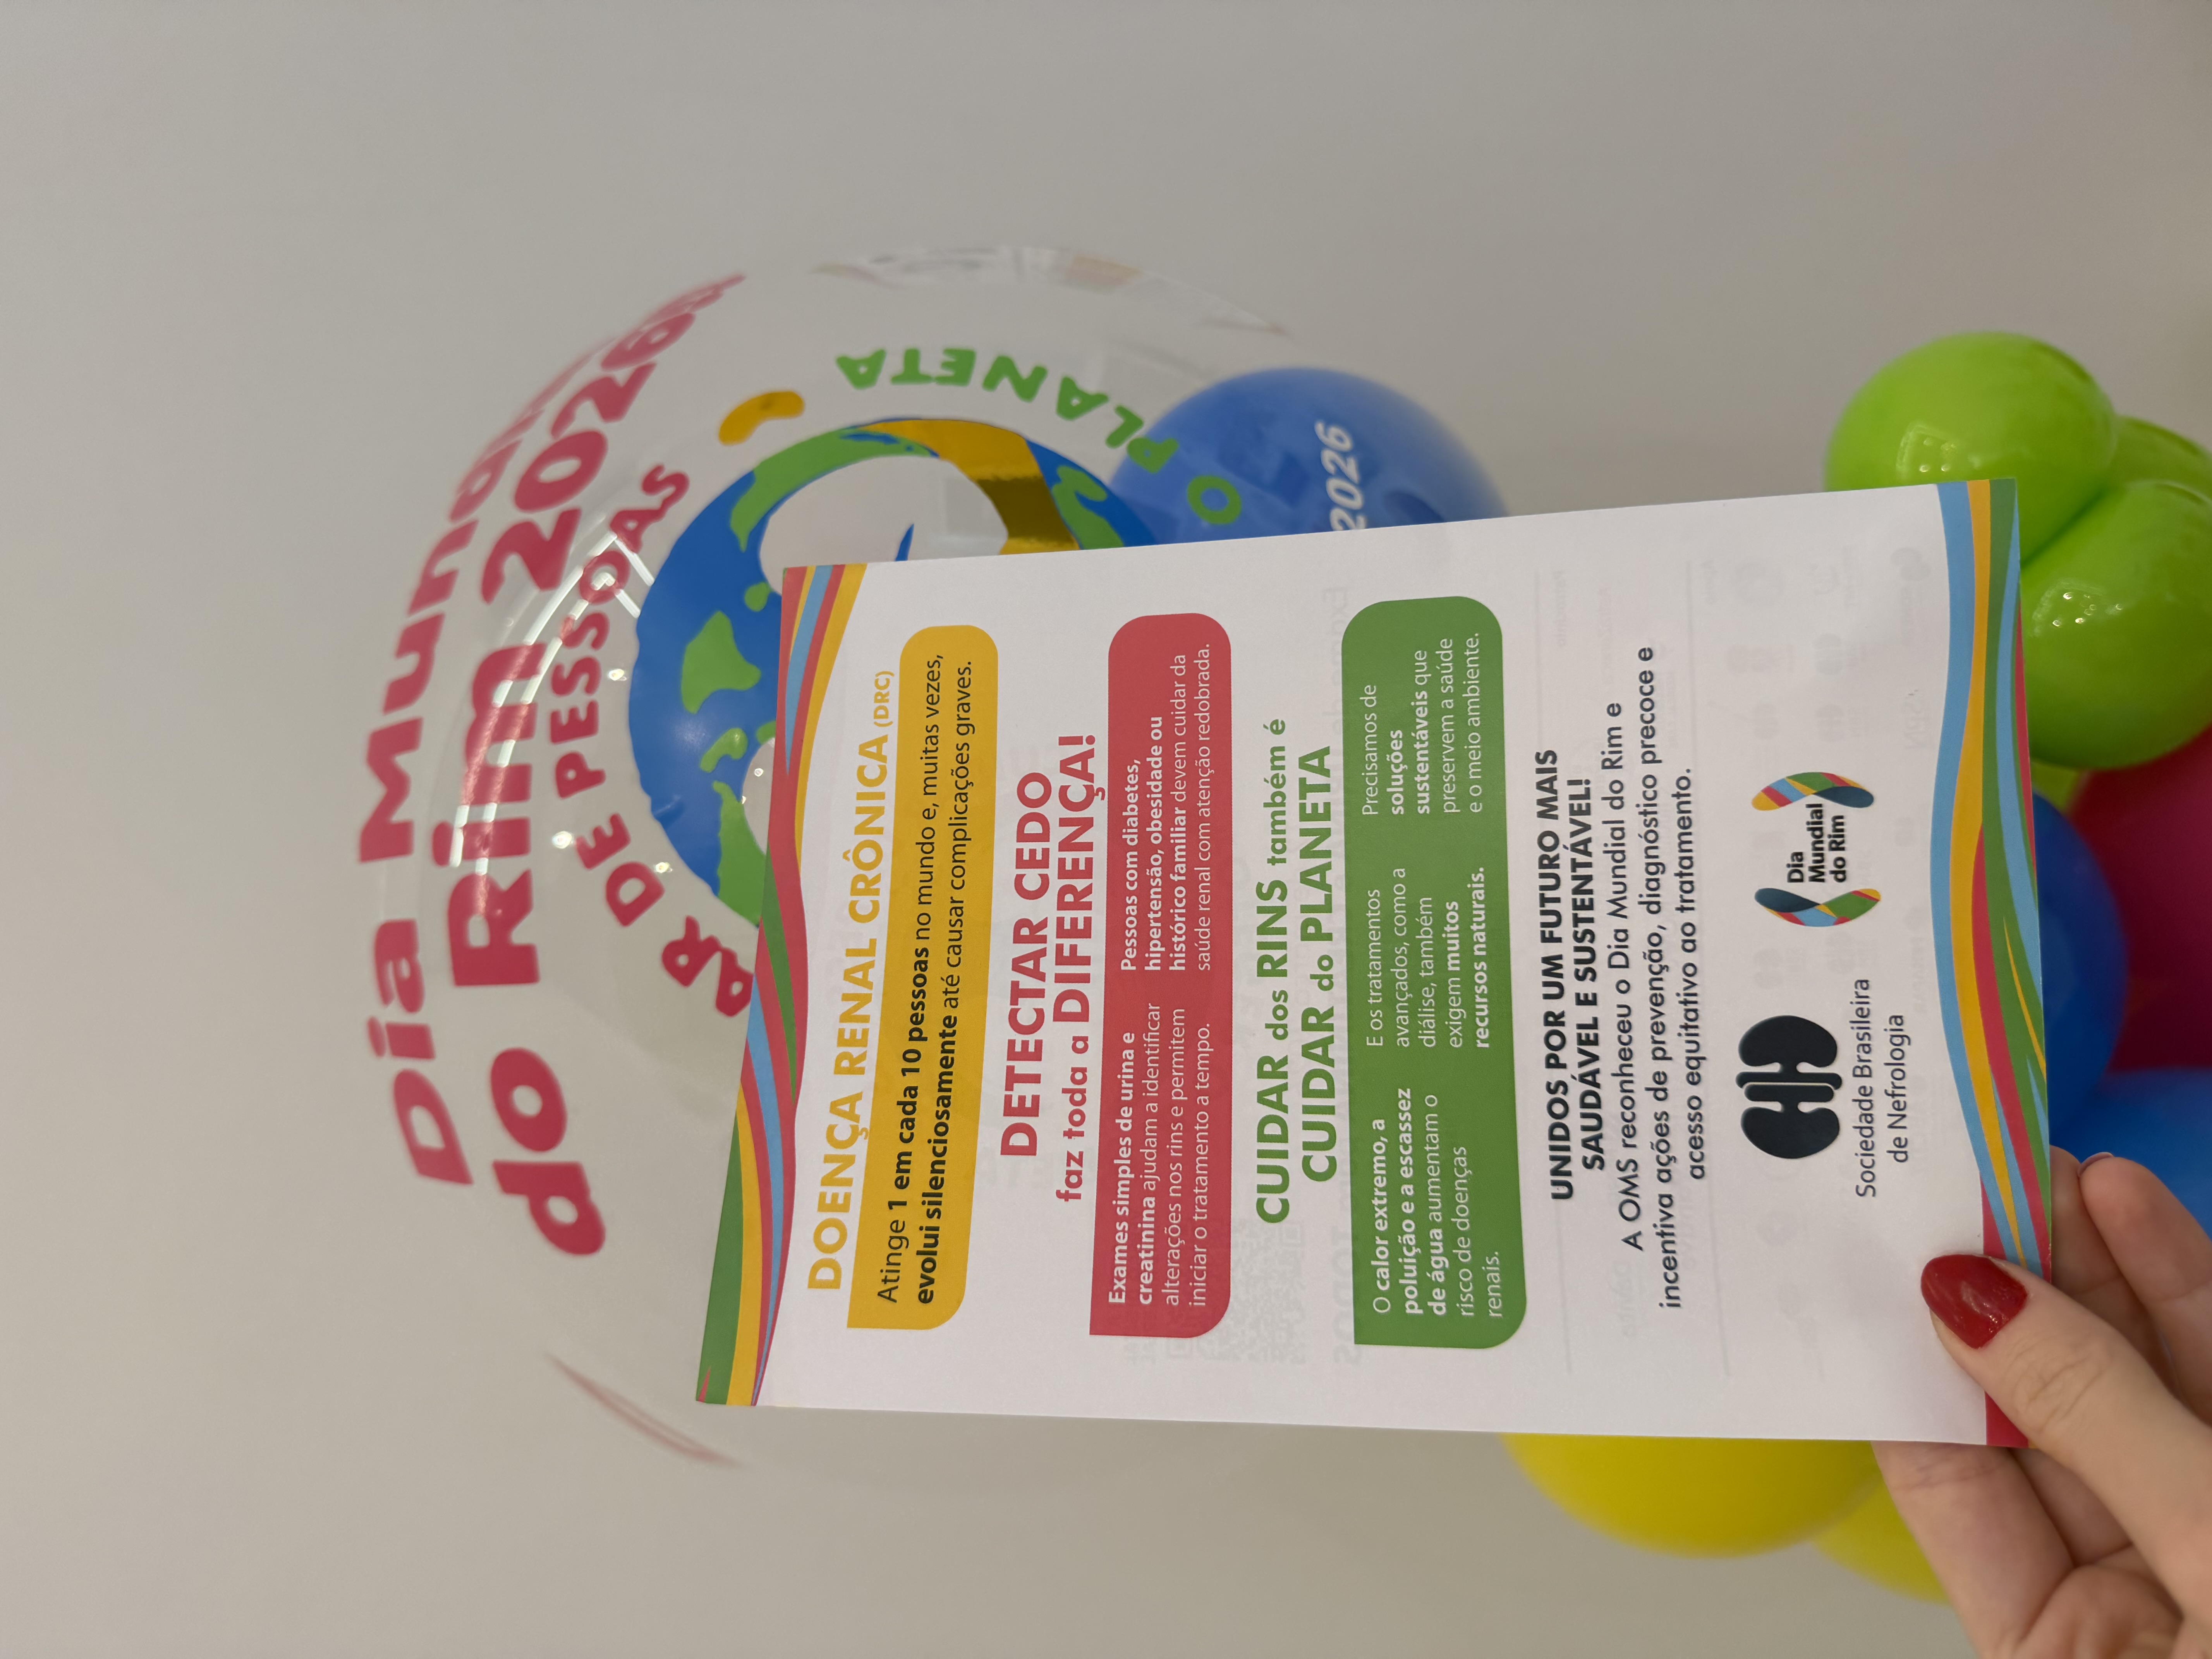 Dia Mundial
do Rim 2026
DE PESSOAS
O PLANETA
2026
DOENÇA RENAL CRÔNICA (DRC)
Atinge 1 em cada 10 pessoas no mundo e, muitas vezes,
evolui silenciosamente até causar complicações graves.
DETECTAR CEDO
faz toda a DIFERENÇA!
Exames simples de urina e
creatinina ajudam a identificar
alterações nos rins e permitem
iniciar o tratamento a tempo.
Pessoas com diabetes,
hipertensão, obesidade ou
histórico familiar devem cuidar da
saúde renal com atenção redobrada.
CUIDAR dos RINS também é
CUIDAR do PLANETA
O calor extremo, a
poluição e a escassez
de água aumentam o
risco de doenças
renais.
E os tratamentos
avançados, como a
diálise, também
exigem muitos
recursos naturais.
Precisamos de
soluções
sustentáveis que
preservem a saúde
e o meio ambiente.
UNIDOS POR UM FUTURO MAIS
SAUDÁVEL E SUSTENTÁVEL!
A OMS reconheceu o Dia Mundial do Rim e
incentiva ações de prevenção, diagnóstico precoce e
acesso equitativo ao tratamento.
Sociedade Brasileira
de Nefrologia
Dia
Mundial
do Rim